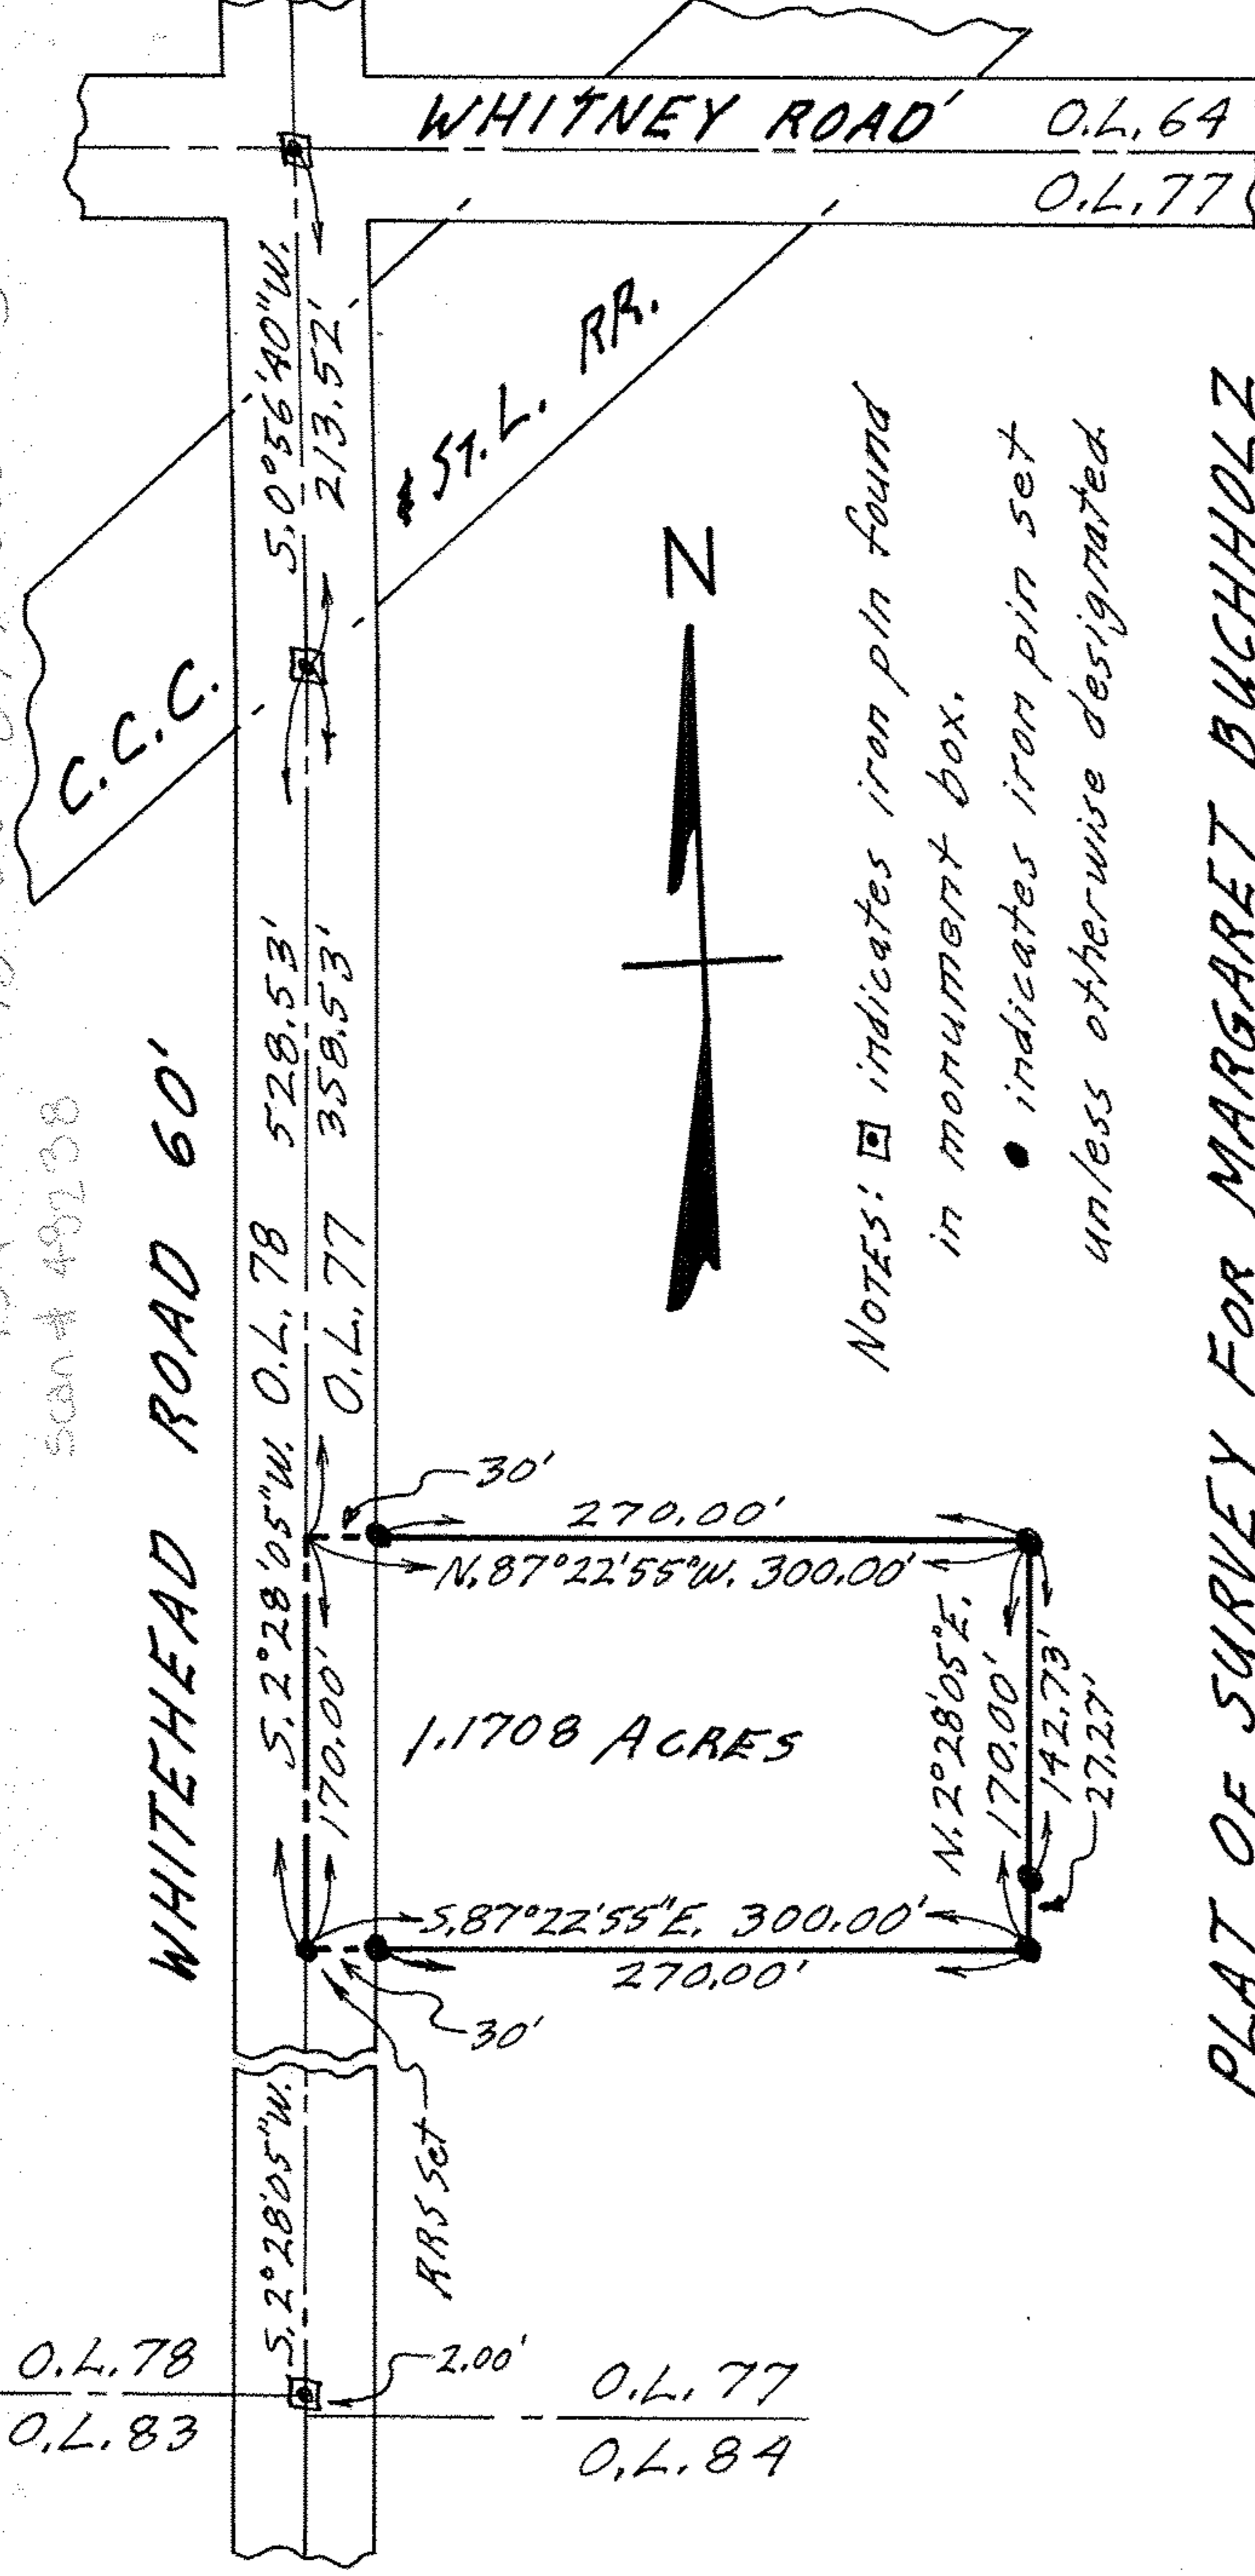 WHITNEY ROAD
O.L. 64
O.L. 77
S. 0°56'40" W.
213.52'
C.C.C.
& ST. L. RR.
N
WHITEHEAD ROAD 60'
Scan # 49238
S. 2°28'05" W. O.L. 78 528.53'
170.00' O.L. 77 358.53'
30'
270.00'
N. 87°22'55" W. 300.00'
1.1708 ACRES
N. 2°28'05" E.
170.00'
142.73'
27.27'
S. 87°22'55" E. 300.00'
270.00'
30'
RRS Set
S. 2°28'05" W.
2.00'
O.L. 78
O.L. 83
O.L. 77
O.L. 84
NOTES: indicates iron pin found
in monument box.
indicates iron pin set
unless otherwise designated.
PLAT OF SURVEY FOR MARGARET BUCHHOLZ